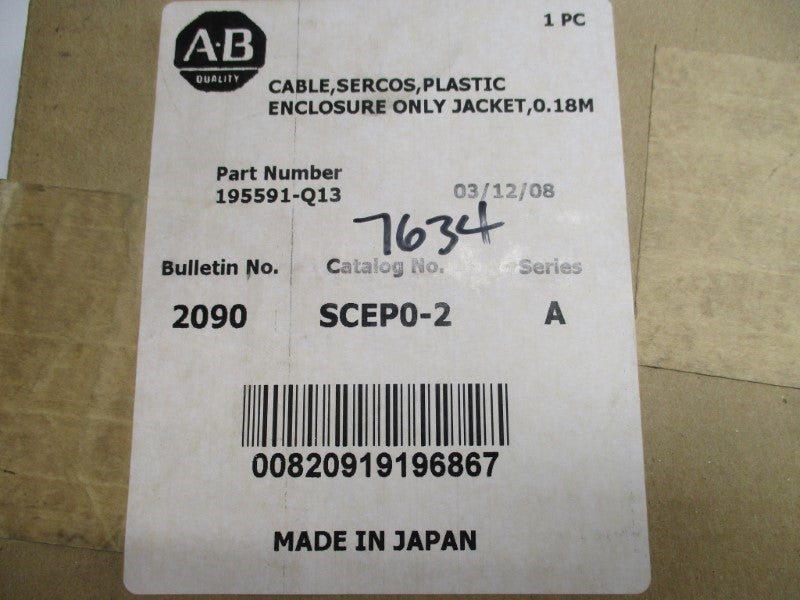 A·B
QUALITY
1 PC
CABLE,SERCOS,PLASTIC
ENCLOSURE ONLY JACKET,0.18M
Part Number
195591-Q13 03/12/08
7634
Bulletin No. Catalog No. Series
2090 SCEP0-2 A
00820919196867
MADE IN JAPAN